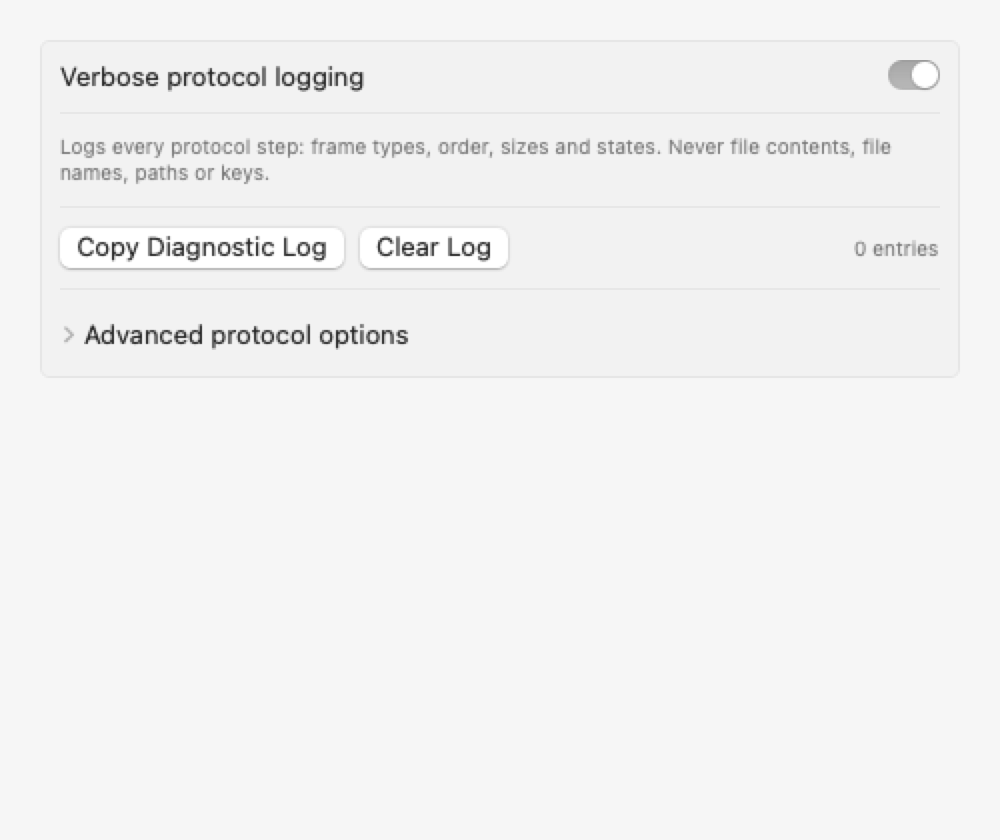 Verbose protocol logging
Logs every protocol step: frame types, order, sizes and states. Never file contents, file
names, paths or keys.
Copy Diagnostic Log Clear Log 0 entries
Advanced protocol options